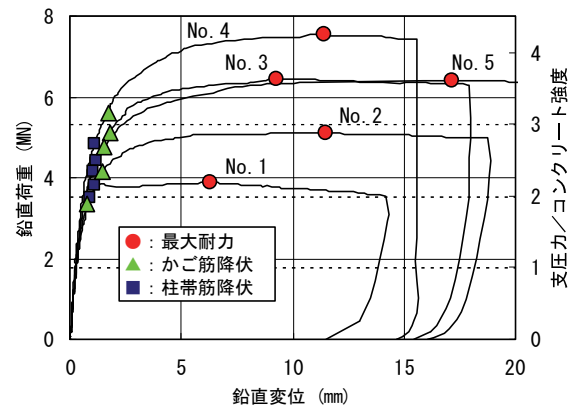 8
6
4
2
0
鉛直荷重 (MN)
No. 4
No. 3
No. 5
No. 2
No. 1
：最大耐力
：かご筋降伏
：柱帯筋降伏
4
3
2
1
0
支圧力／コンクリート強度
0
5
10
15
20
鉛直変位 (mm)